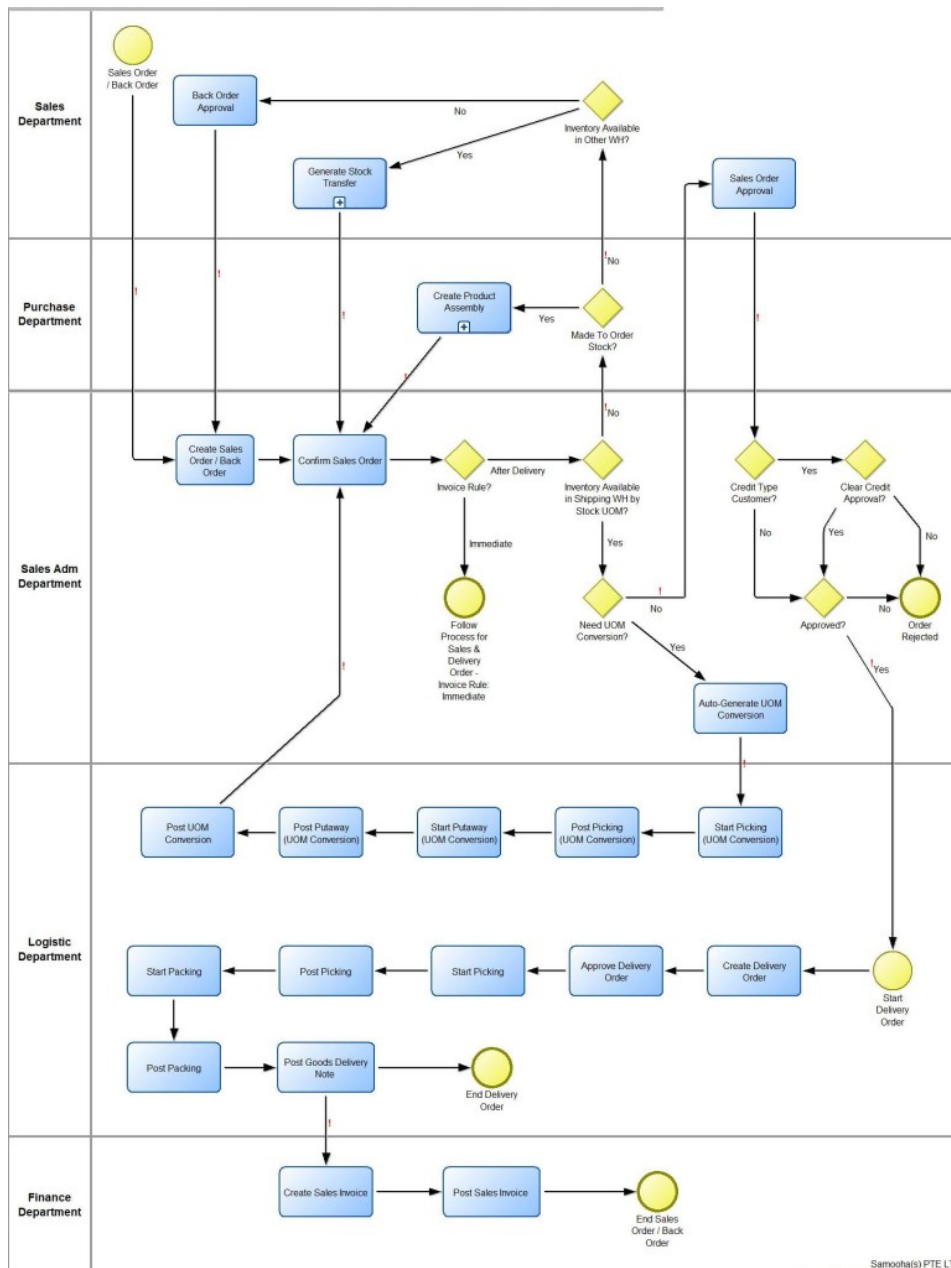 Sales
Department
Sales Order
/ Back Order
Back Order
Approval
No
Inventory Available
in Other WH?
Yes
Generate Stock
Transfer
Sales Order
Approval
!
No
Purchase
Department
!
!
!
Create Product
Assembly
Yes
Made To Order
Stock?
!
!
!
No
Sales Adm
Department
Create Sales
Order / Back
Order
Confirm Sales Order
Invoice Rule?
After Delivery
Inventory Available
in Shipping WH by
Stock UOM?
Credit Type
Customer?
Yes
Clear Credit
Approval?
Immediate
Yes
No
Yes
No
Follow
Process for
Sales &
Delivery
Order -
Invoice Rule:
Immediate
Need UOM
Conversion?
!
No
Approved?
No
Order
Rejected
!
Yes
!
Yes
Auto-Generate UOM
Conversion
!
Logistic
Department
Post UOM
Conversion
Post Putaway
(UOM Conversion)
Start Putaway
(UOM Conversion)
Post Picking
(UOM Conversion)
Start Picking
(UOM Conversion)
Start Packing
Post Picking
Start Picking
Approve Delivery
Order
Create Delivery
Order
Start
Delivery
Order
Post Packing
Post Goods Delivery
Note
End Delivery
Order
!
Finance
Department
Create Sales Invoice
Post Sales Invoice
End Sales
Order / Back
Order
Samooha(s) PTE LT